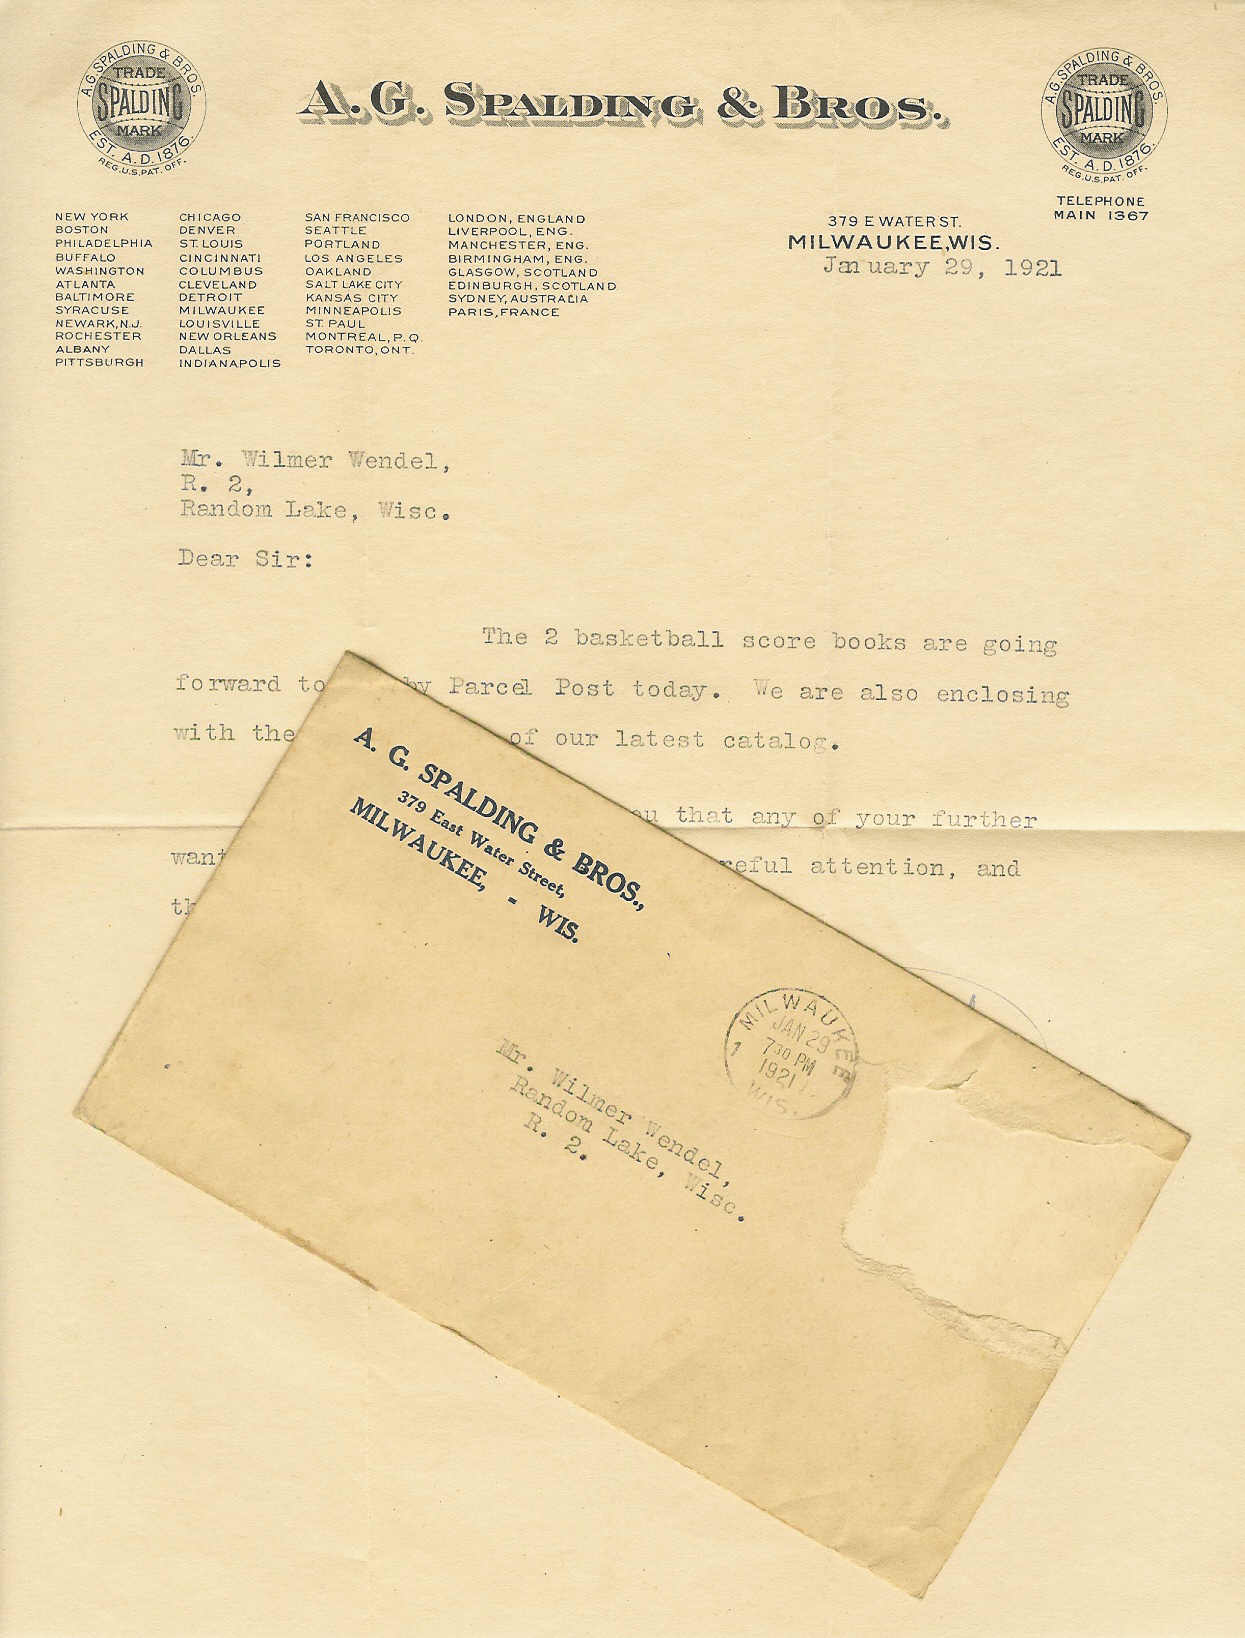 A.G. SPALDING & BROS.
TRADE
SPALDING
MARK
EST. A.D. 1876.
REG. U.S. PAT. OFF.
A. G. SPALDING & BROS.
A.G. SPALDING & BROS.
TRADE
SPALDING
MARK
EST. A.D. 1876.
REG. U.S. PAT. OFF.
TELEPHONE
MAIN 1367
NEW YORK
BOSTON
PHILADELPHIA
BUFFALO
WASHINGTON
ATLANTA
BALTIMORE
SYRACUSE
NEWARK, N.J.
ROCHESTER
ALBANY
PITTSBURGH
CHICAGO
DENVER
ST. LOUIS
CINCINNATI
COLUMBUS
CLEVELAND
DETROIT
MILWAUKEE
LOUISVILLE
NEW ORLEANS
DALLAS
INDIANAPOLIS
SAN FRANCISCO
SEATTLE
PORTLAND
LOS ANGELES
OAKLAND
SALT LAKE CITY
KANSAS CITY
MINNEAPOLIS
ST. PAUL
MONTREAL, P. Q.
TORONTO, ONT.
LONDON, ENGLAND
LIVERPOOL, ENG.
MANCHESTER, ENG.
BIRMINGHAM, ENG.
GLASGOW, SCOTLAND
EDINBURGH, SCOTLAND
SYDNEY, AUSTRALIA
PARIS, FRANCE
379 E WATER ST.
MILWAUKEE, WIS.
January 29, 1921
Mr. Wilmer Wendel,
R. 2,
Random Lake, Wisc.
Dear Sir:
The 2 basketball score books are going
forward to by Parcel Post today. We are also enclosing
with the of our latest catalog.
that any of your further
attention, and
A. G. SPALDING & BROS.,
379 East Water Street,
MILWAUKEE, - WIS.
MILWAUKEE
JAN 29
7 30 PM
1921
1
WIS.
Mr. Wilmer Wendel,
Random Lake, Wisc.
R. 2.